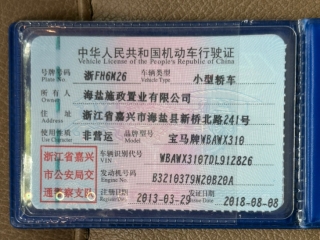 中华人民共和国机动车行驶证
Vehicle License of the People's Republic of China
号牌号码 浙FH6M26 车辆类型 小型轿车
Plate No. Vehicle Type
所有人 海盐施政置业有限公司
Owner
住址 浙江省嘉兴市海盐县新桥北路241号
Address
使用性质 非营运 品牌型号 宝马牌WBAWX310
Use Character Model
浙江省嘉兴
市公安局交
通警察支队
车辆识别代号 WBAWX3107DL912826
VIN
发动机号码 B3210379N20B20A
Engine No.
注册日期 2013-03-29 2018-08-08
Register Date